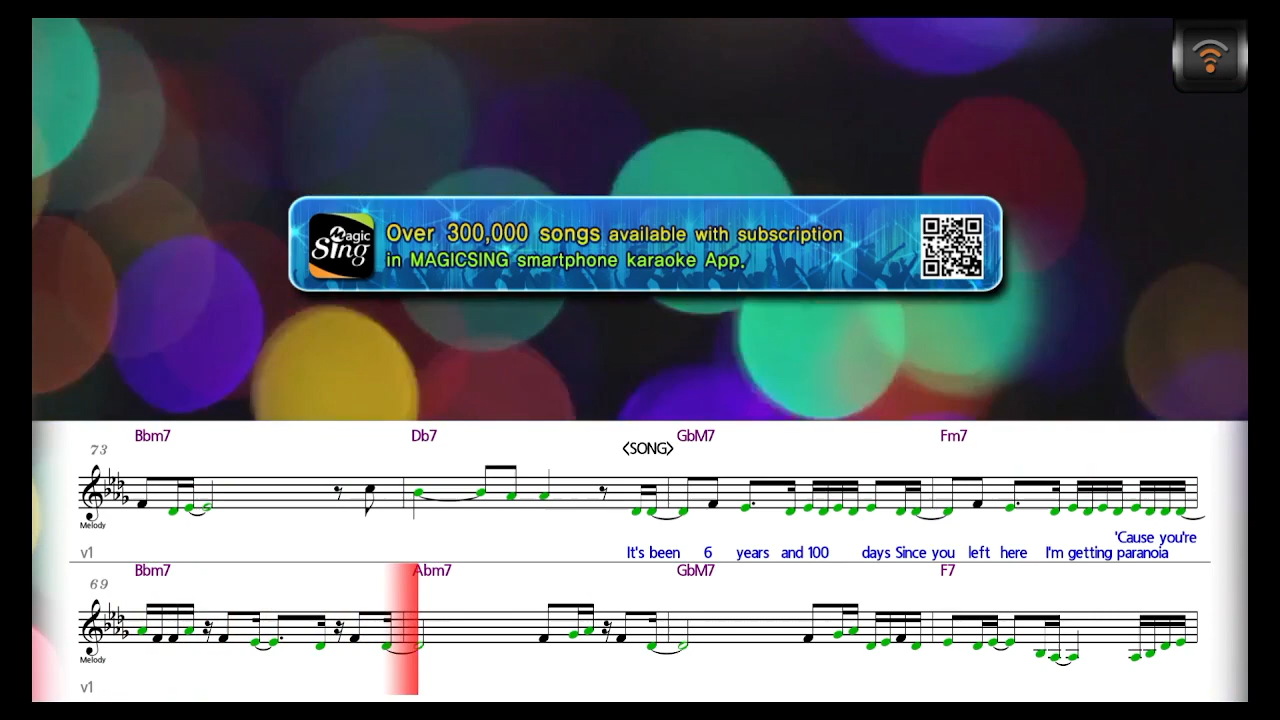 Magic
Sing
Over 300,000 songs available with subscription
in MAGICSING smartphone karaoke App.
Bbm7 Db7 GbM7 Fm7
<SONG>
73
Melody
'Cause you're
v1 It's been 6 years and 100 days Since you left here I'm getting paranoia
Bbm7 Abm7 GbM7 F7
69
Melody
v1